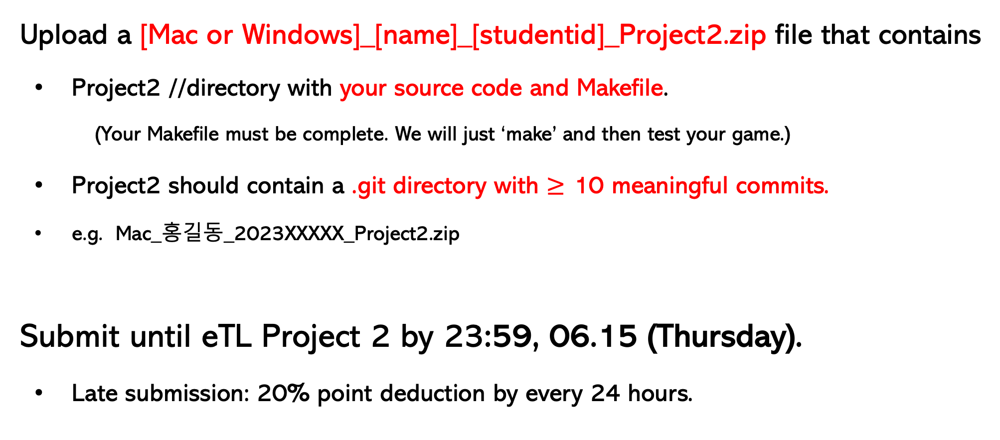 Upload a [Mac or Windows]_[name]_[studentid]_Project2.zip file that contains
• Project2 //directory with your source code and Makefile.
(Your Makefile must be complete. We will just ‘make’ and then test your game.)
• Project2 should contain a .git directory with ≥ 10 meaningful commits.
• e.g. Mac_홍길동_2023XXXXX_Project2.zip
Submit until eTL Project 2 by 23:59, 06.15 (Thursday).
• Late submission: 20% point deduction by every 24 hours.